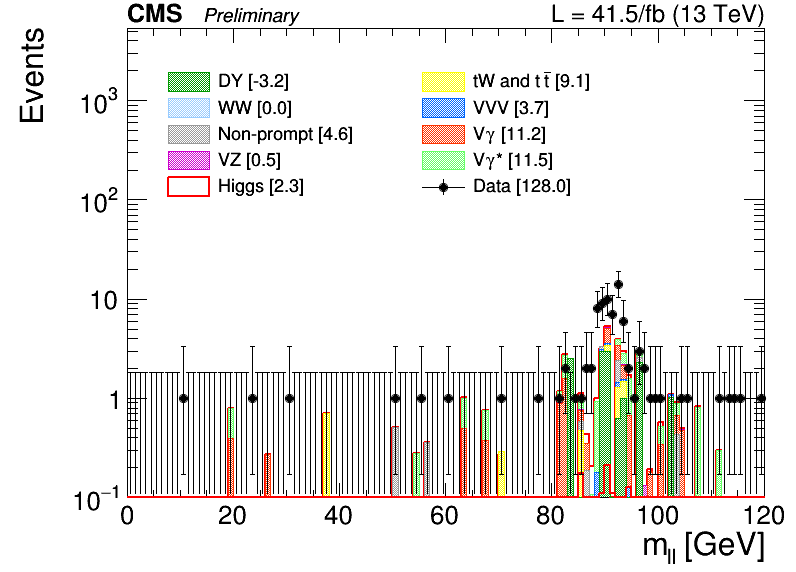 CMS Preliminary L = 41.5/fb (13 TeV)
Events
DY [-3.2]
WW [0.0]
Non-prompt [4.6]
VZ [0.5]
Higgs [2.3]
tW and tt̅ [9.1]
VVV [3.7]
Vγ [11.2]
Vγ* [11.5]
Data [128.0]
10³
10²
10
1
10⁻¹
0 20 40 60 80 100 120
m_ll [GeV]